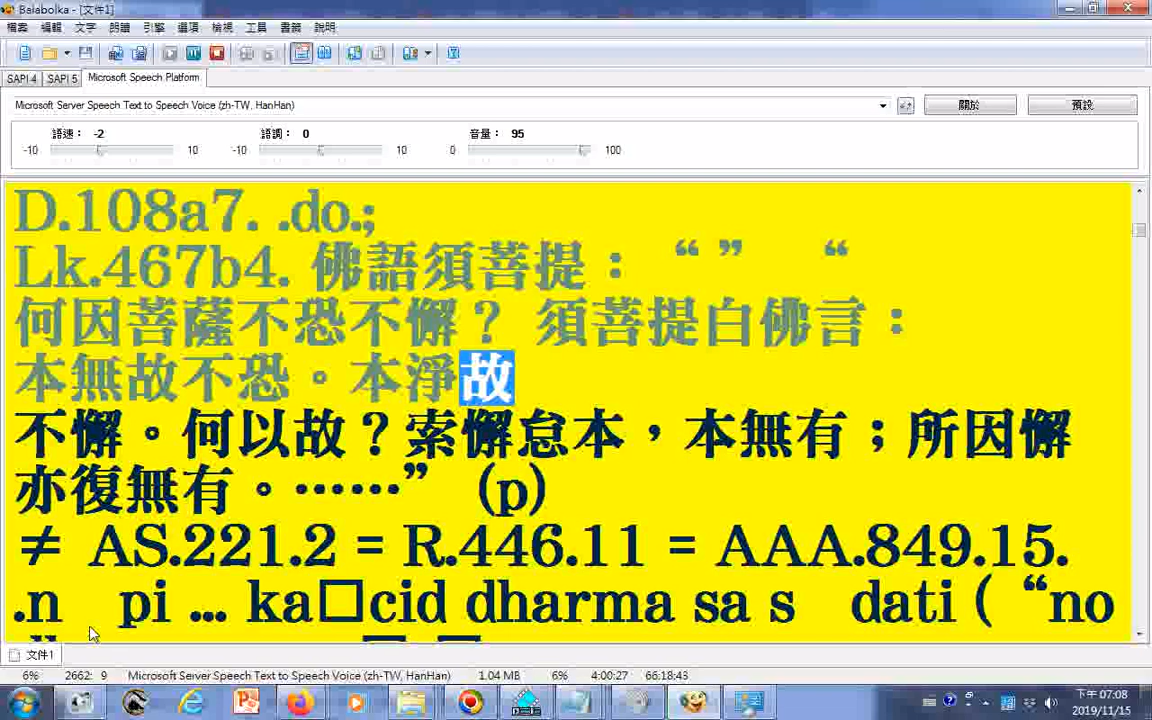 Balabolka - [文件1]
檔案 編輯 文字 朗讀 引擎 選項 檢視 工具 書籤 說明
SAPI 4 SAPI 5 Microsoft Speech Platform
Microsoft Server Speech Text to Speech Voice (zh-TW, HanHan) 關於 預設
語速： -2 語調： 0 音量： 95
-10 10 -10 10 0 100
D.108a7. .do.;
Lk.467b4. 佛語須菩提：“ ” “
何因菩薩不恐不懈？ 須菩提白佛言：
本無故不恐。本淨故
不懈。何以故？索懈怠本，本無有；所因懈
亦復無有。……” (p)
≠ AS.221.2 = R.446.11 = AAA.849.15.
.n pi ... ka□cid dharma sa s dati ( “no
文件1
6% 2662: 9 Microsoft Server Speech Text to Speech Voice (zh-TW, HanHan) 1.04 MB 6% 4:00:27 66:18:43
下午 07:08
2019/11/15